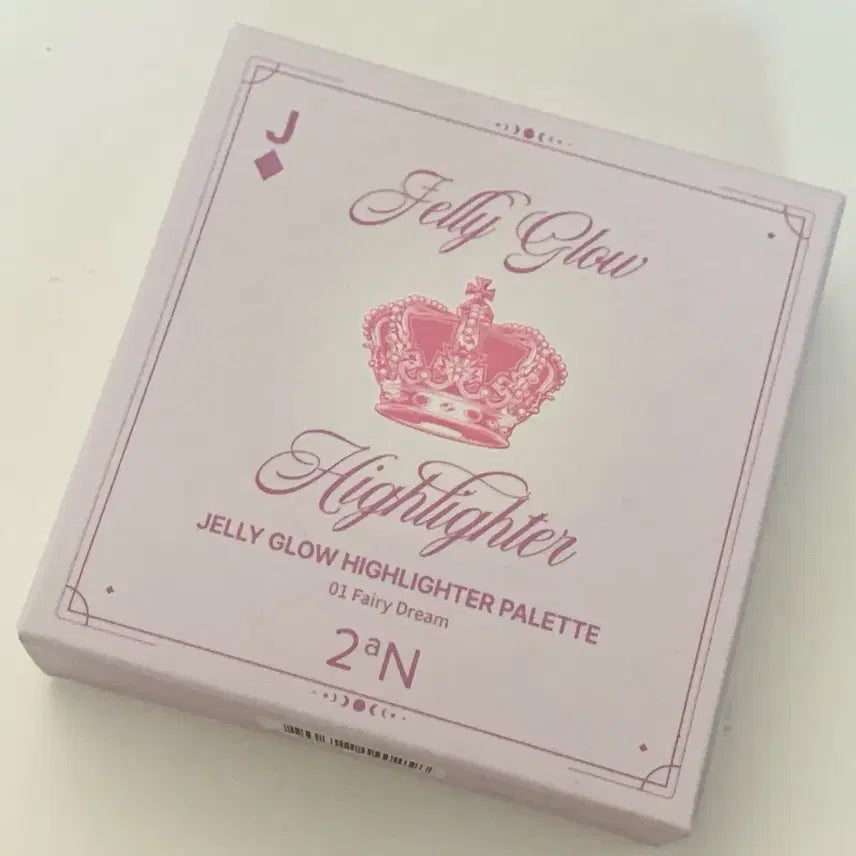 J
Jelly Glow
Highlighter
JELLY GLOW HIGHLIGHTER PALETTE
01 Fairy Dream
2aN